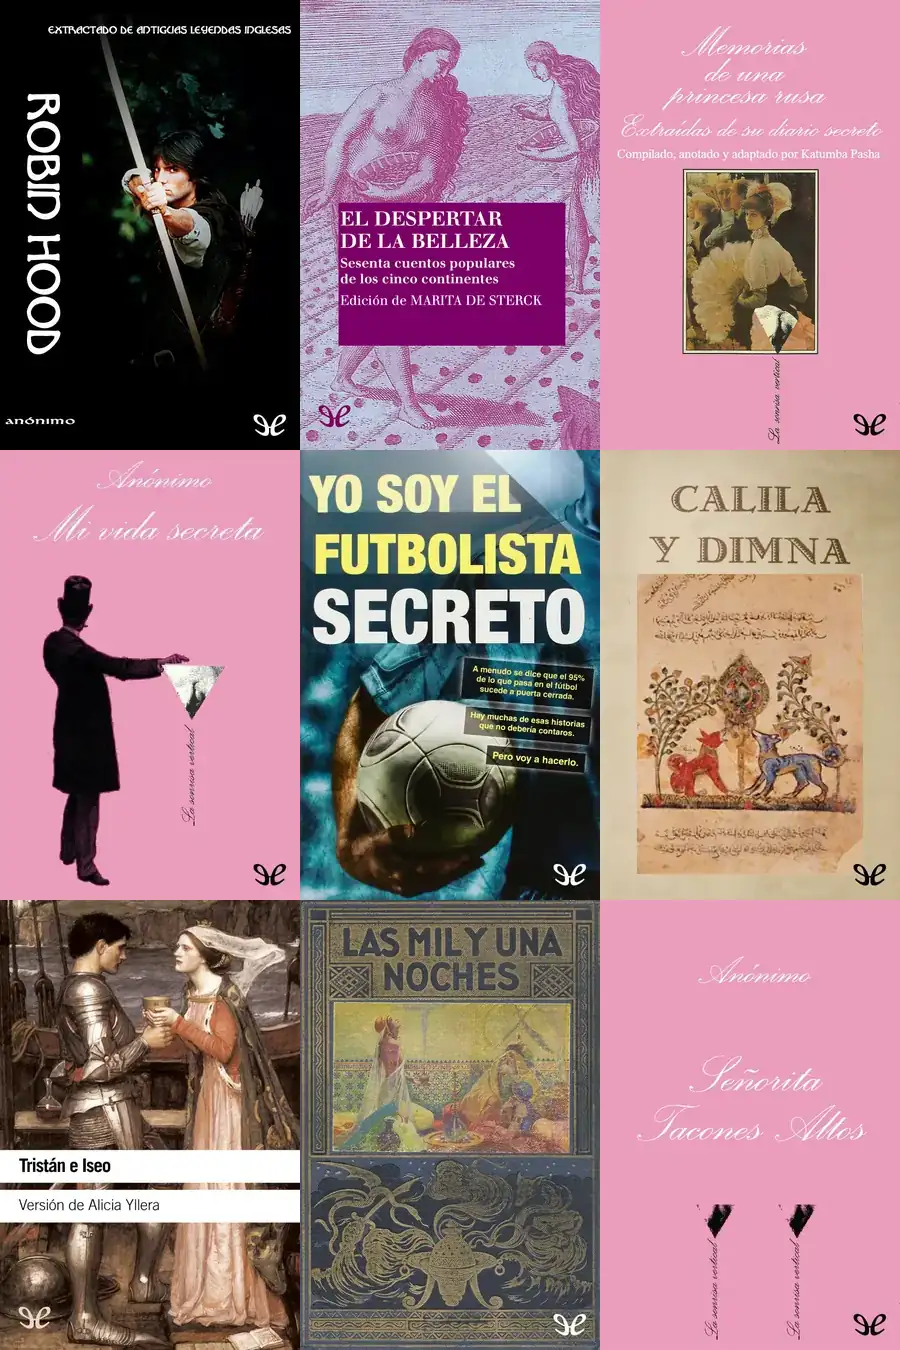 EXTRACTADO DE ANTIGUAS LEYENDAS INGLESAS
ROBIN HOOD
anónimo
EL DESPERTAR
DE LA BELLEZA
Sesenta cuentos populares
de los cinco continentes
Edición de MARITA DE STERCK
Memorias
de una
princesa rusa
Extraídas de su diario secreto
Compilado, anotado y adaptado por Katumba Pasha
La sonrisa vertical
Anónimo
Mi vida secreta
La sonrisa vertical
YO SOY EL
FUTBOLISTA
SECRETO
A menudo se dice que el 95%
de lo que pasa en el fútbol
sucede a puerta cerrada.
Hay muchas de esas historias
que no debería contaros.
Pero voy a hacerlo.
CALILA
Y DIMNA
Tristán e Iseo
Versión de Alicia Yllera
LAS MIL Y UNA
NOCHES
Anónimo
Señorita
Tacones Altos
La sonrisa vertical
La sonrisa vertical